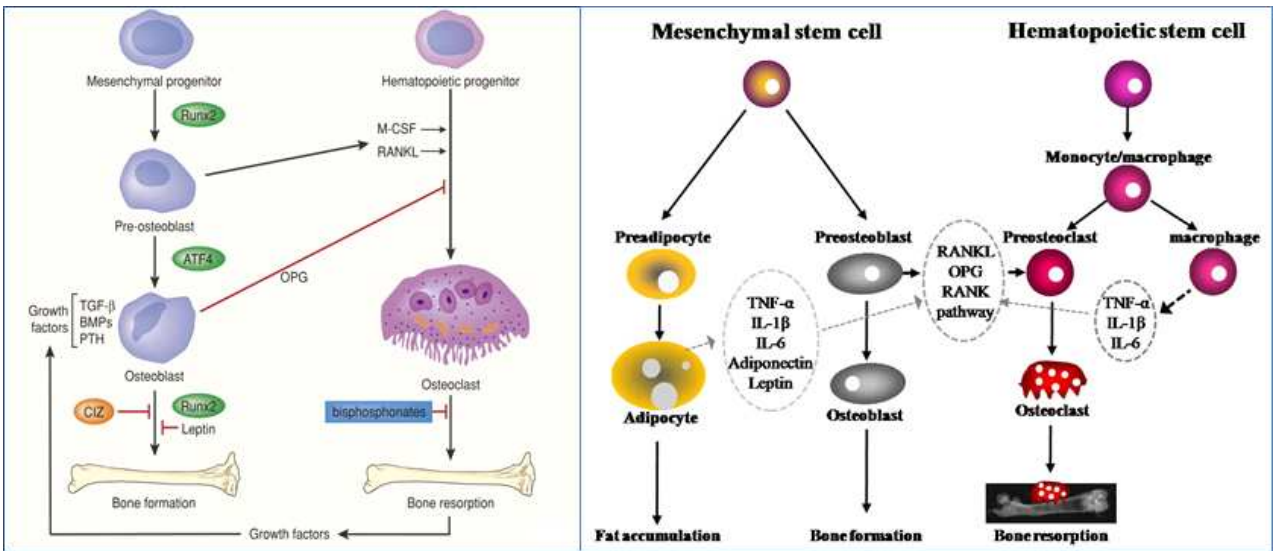 Mesenchymal progenitor
Hematopoietic progenitor
Runx2
M-CSF
RANKL
Pre-osteoblast
ATF4
OPG
Growth
factors
TGF-β
BMPs
PTH
Osteoblast
Osteoclast
CIZ
Runx2
Leptin
bisphosphonates
Bone formation
Bone resorption
Growth factors
Mesenchymal stem cell
Hematopoietic stem cell
Monocyte/macrophage
Preadipocyte
Preosteoblast
RANKL
OPG
RANK
pathway
Preosteoclast
macrophage
TNF-α
IL-1β
IL-6
Adiponectin
Leptin
TNF-α
IL-1β
IL-6
Adipocyte
Osteoblast
Osteoclast
Fat accumulation
Bone formation
Bone resorption